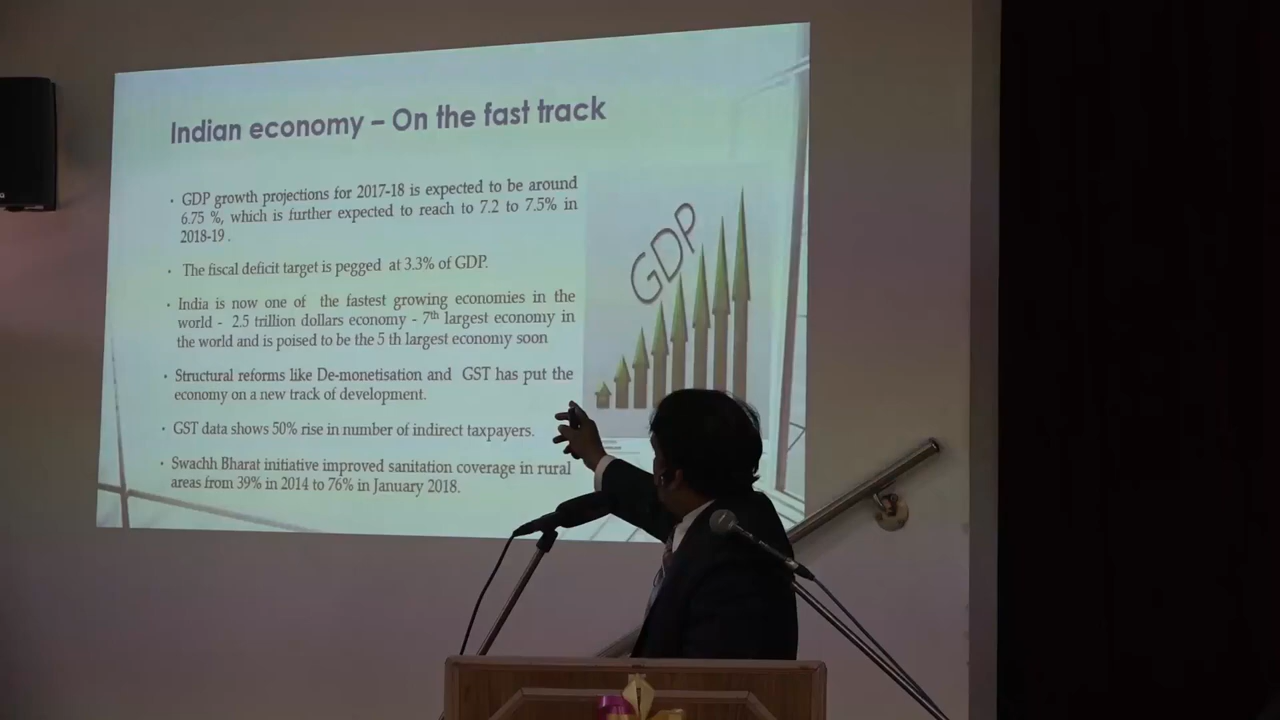 Indian economy – On the fast track
• GDP growth projections for 2017-18 is expected to be around
6.75 %, which is further expected to reach to 7.2 to 7.5% in
2018-19 .
• The fiscal deficit target is pegged at 3.3% of GDP.
• India is now one of the fastest growing economies in the
world - 2.5 trillion dollars economy - 7th largest economy in
the world and is poised to be the 5 th largest economy soon
• Structural reforms like De-monetisation and GST has put the
economy on a new track of development.
• GST data shows 50% rise in number of indirect taxpayers.
• Swachh Bharat initiative improved sanitation coverage in rural
areas from 39% in 2014 to 76% in January 2018.
GDP